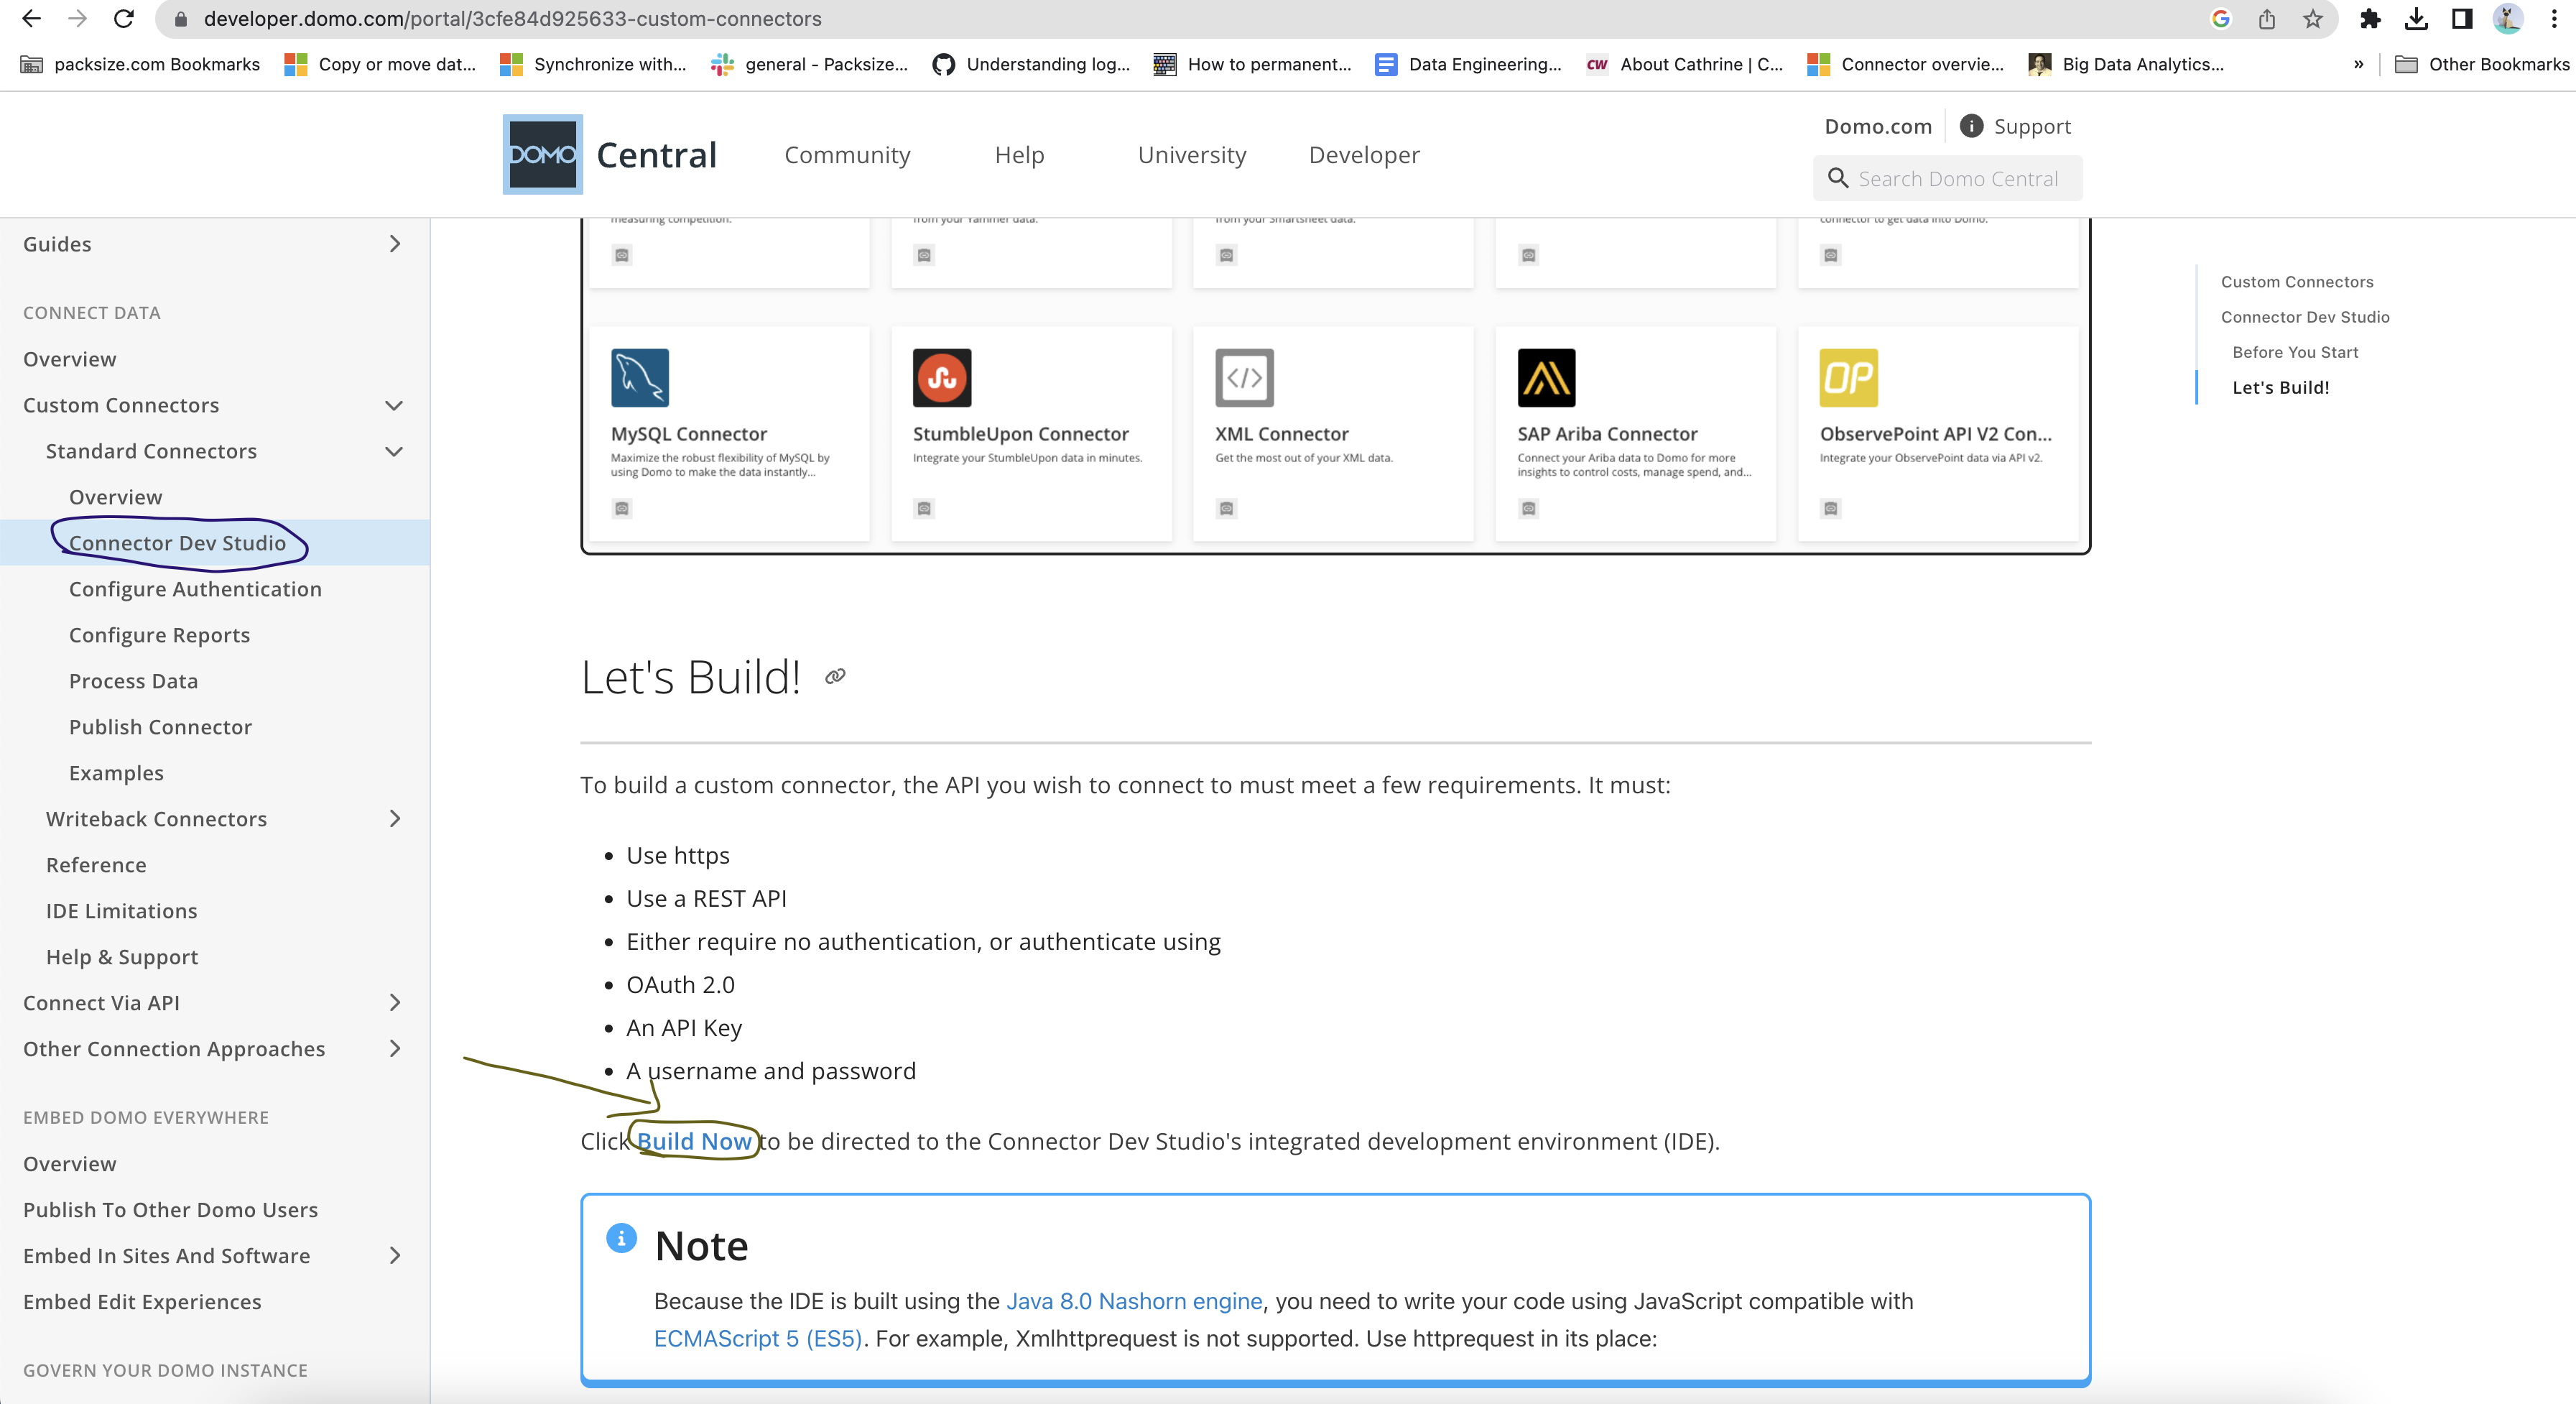 developer.domo.com/portal/3cfe84d925633-custom-connectors
packsize.com Bookmarks
Copy or move dat...
Synchronize with...
general - Packsize...
Understanding log...
How to permanent...
Data Engineering...
CW
About Cathrine | C...
Connector overvie...
Big Data Analytics...
»
Other Bookmarks
DOMO
Central
Community
Help
University
Developer
Domo.com
Support
Search Domo Central
Guides
CONNECT DATA
Overview
Custom Connectors
Standard Connectors
Overview
Connector Dev Studio
Configure Authentication
Configure Reports
Process Data
Publish Connector
Examples
Writeback Connectors
Reference
IDE Limitations
Help & Support
Connect Via API
Other Connection Approaches
EMBED DOMO EVERYWHERE
Overview
Publish To Other Domo Users
Embed In Sites And Software
Embed Edit Experiences
GOVERN YOUR DOMO INSTANCE
measuring competition.
from your Yammer data.
from your Smartsheet data.
connector to get data into Domo.
MySQL Connector
Maximize the robust flexibility of MySQL by
using Domo to make the data instantly...
StumbleUpon Connector
Integrate your StumbleUpon data in minutes.
</>
XML Connector
Get the most out of your XML data.
SAP Ariba Connector
Connect your Ariba data to Domo for more
insights to control costs, manage spend, and...
OP
ObservePoint API V2 Con...
Integrate your ObservePoint data via API v2.
Let's Build!
To build a custom connector, the API you wish to connect to must meet a few requirements. It must:
• Use https
• Use a REST API
• Either require no authentication, or authenticate using
• OAuth 2.0
• An API Key
• A username and password
Click Build Now to be directed to the Connector Dev Studio's integrated development environment (IDE).
Note
Because the IDE is built using the Java 8.0 Nashorn engine, you need to write your code using JavaScript compatible with
ECMAScript 5 (ES5). For example, Xmlhttprequest is not supported. Use httprequest in its place:
Custom Connectors
Connector Dev Studio
Before You Start
Let's Build!